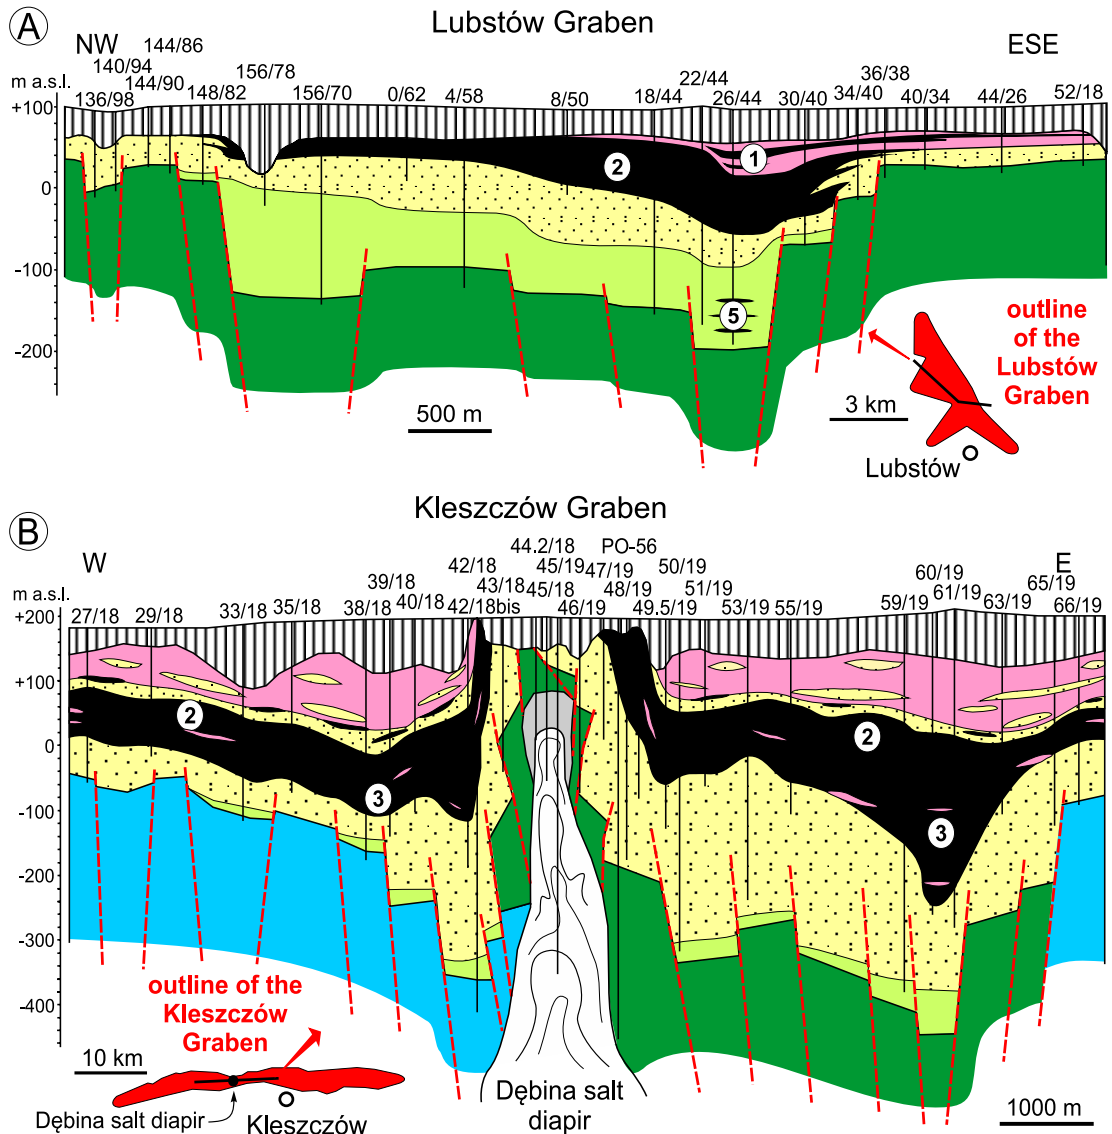 A
Lubstów Graben
NW
ESE
144/86
140/94
156/78
22/44
36/38
m a.s.l.
144/90
136/98
148/82
156/70
0/62
4/58
8/50
18/44
26/44
30/40
34/40
40/34
44/26
52/18
+100
0
-100
-200
1
2
5
500 m
3 km
outline
of the
Lubstów
Graben
Lubstów
B
Kleszczów Graben
W
E
44.2/18
PO-56
42/18
45/19
47/19
50/19
60/19
39/18
43/18
45/18
48/19
51/19
61/19
65/19
m a.s.l.
27/18
29/18
33/18
35/18
38/18
40/18
42/18bis
46/19
49.5/19
53/19
55/19
59/19
63/19
66/19
+200
+100
0
-100
-200
-300
-400
2
3
2
3
outline of the
Kleszczów
Graben
10 km
Dębina salt diapir
Kleszczów
Dębina salt
diapir
1000 m